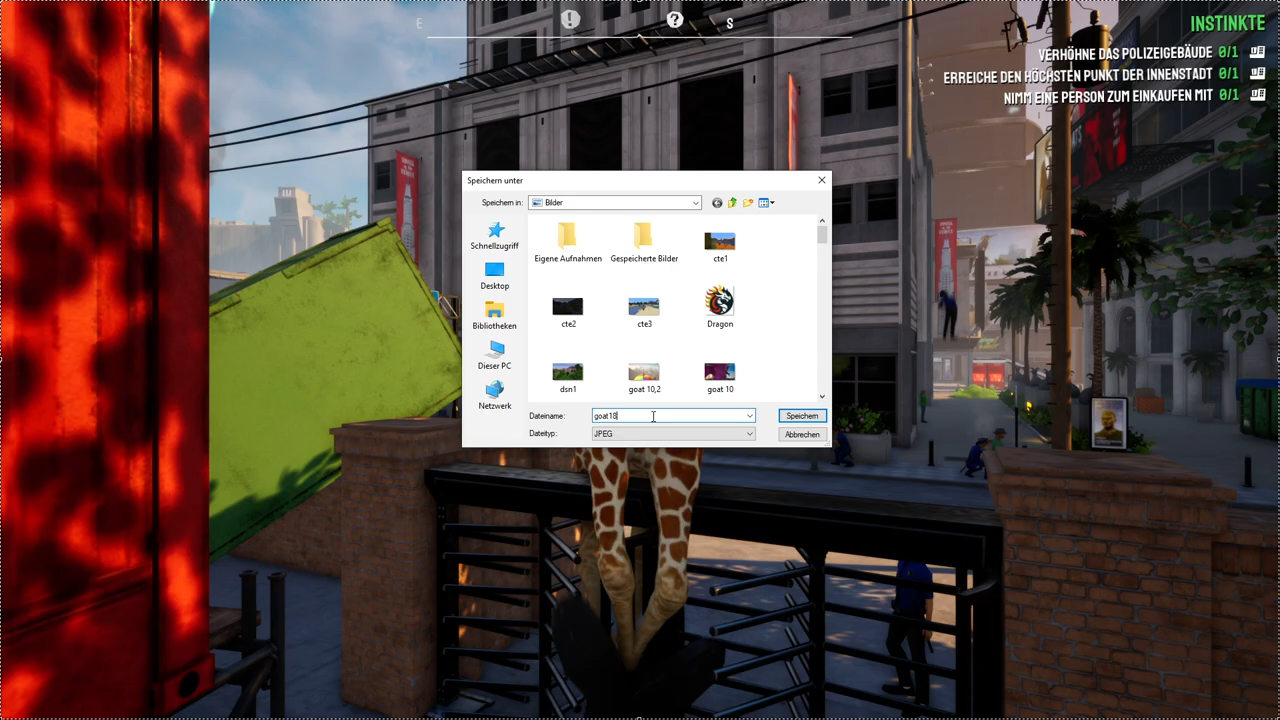 E
S
INSTINKTE
VERHÖHNE DAS POLIZEIGEBÄUDE 0/1
ERREICHE DEN HÖCHSTEN PUNKT DER INNENSTADT 0/1
NIMM EINE PERSON ZUM EINKAUFEN MIT 0/1
Speichern unter
Speichern in: Bilder
Schnellzugriff
Desktop
Bibliotheken
Dieser PC
Netzwerk
Eigene Aufnahmen Gespeicherte Bilder cte1
cte2 cte3 Dragon
dsn1 goat 10,2 goat 10
Dateiname: goat18 Speichern
Dateityp: JPEG Abbrechen